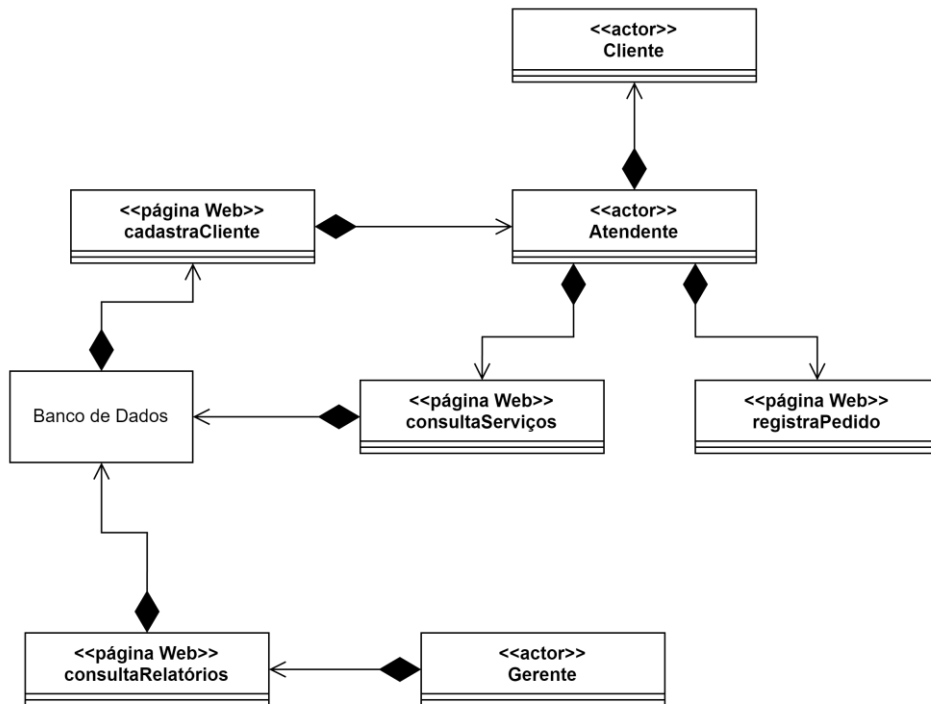 <<actor>>
Cliente
<<página Web>>
cadastraCliente
<<actor>>
Atendente
Banco de Dados
<<página Web>>
consultaServiços
<<página Web>>
registraPedido
<<página Web>>
consultaRelatórios
<<actor>>
Gerente